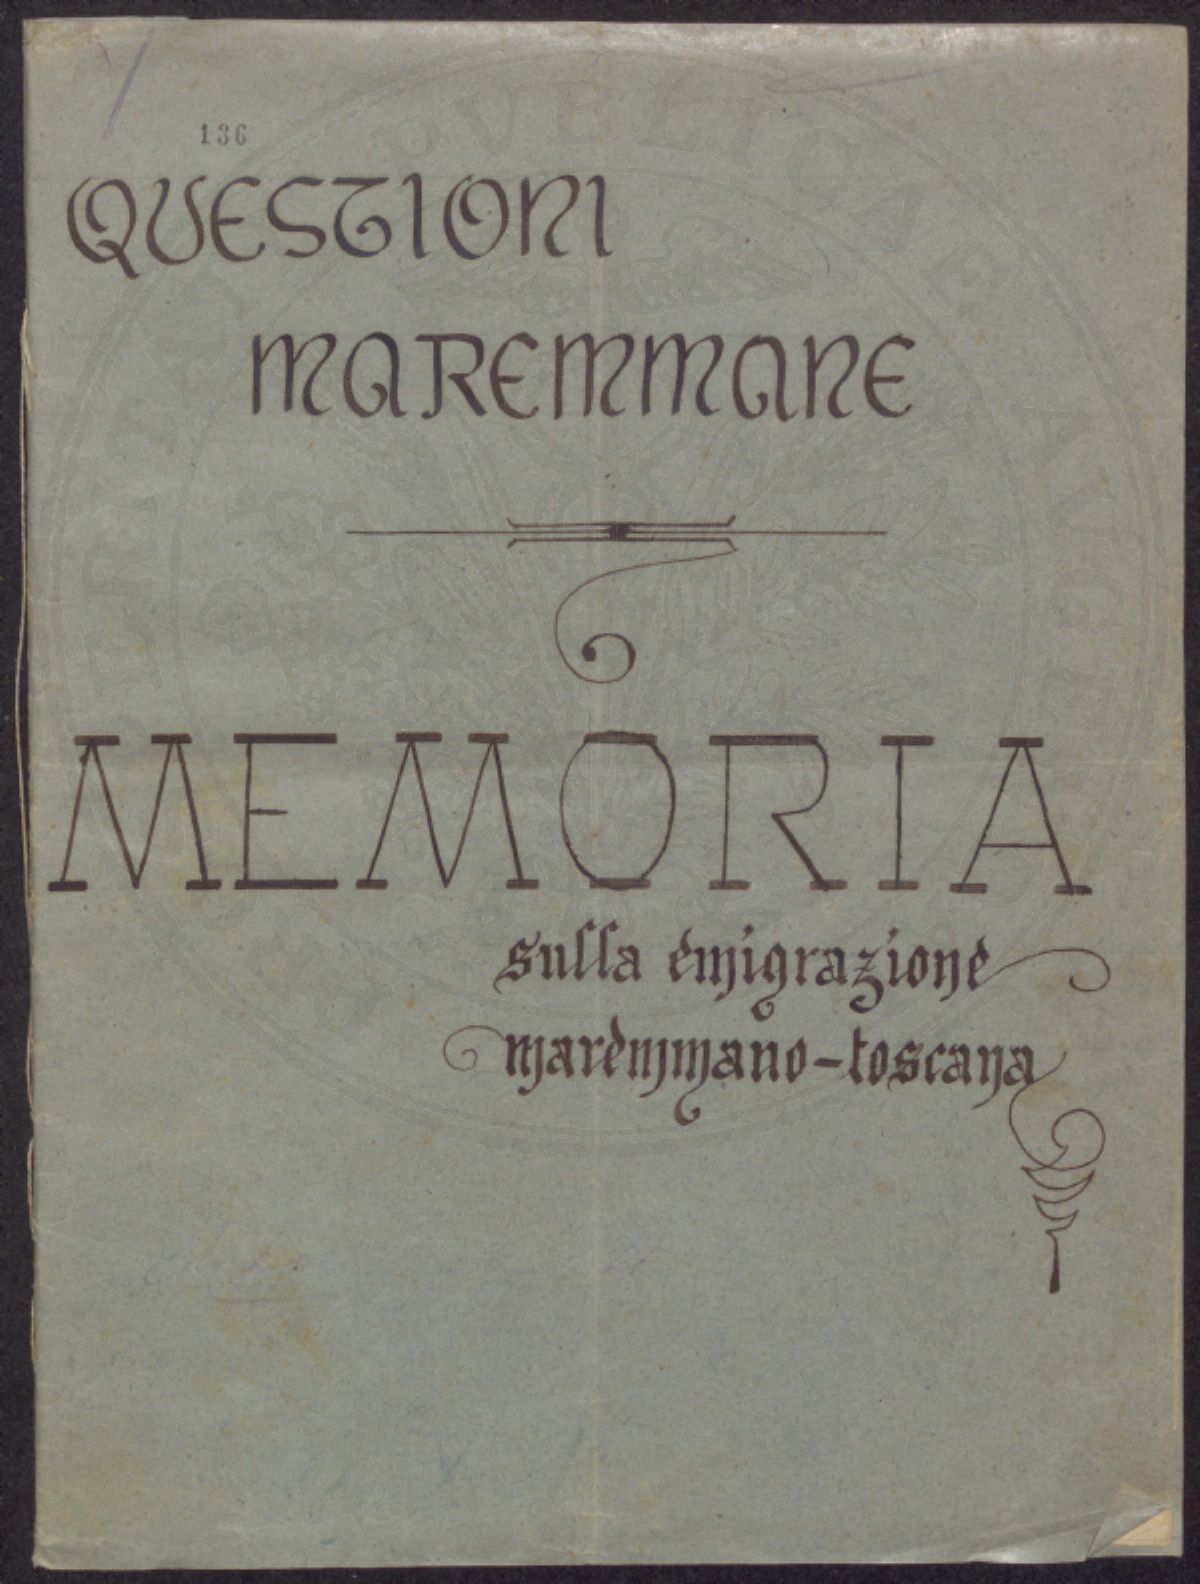 136
QUESTIONI
MAREMMANE
MEMORIA
sulla emigrazione
maremmano-toscana